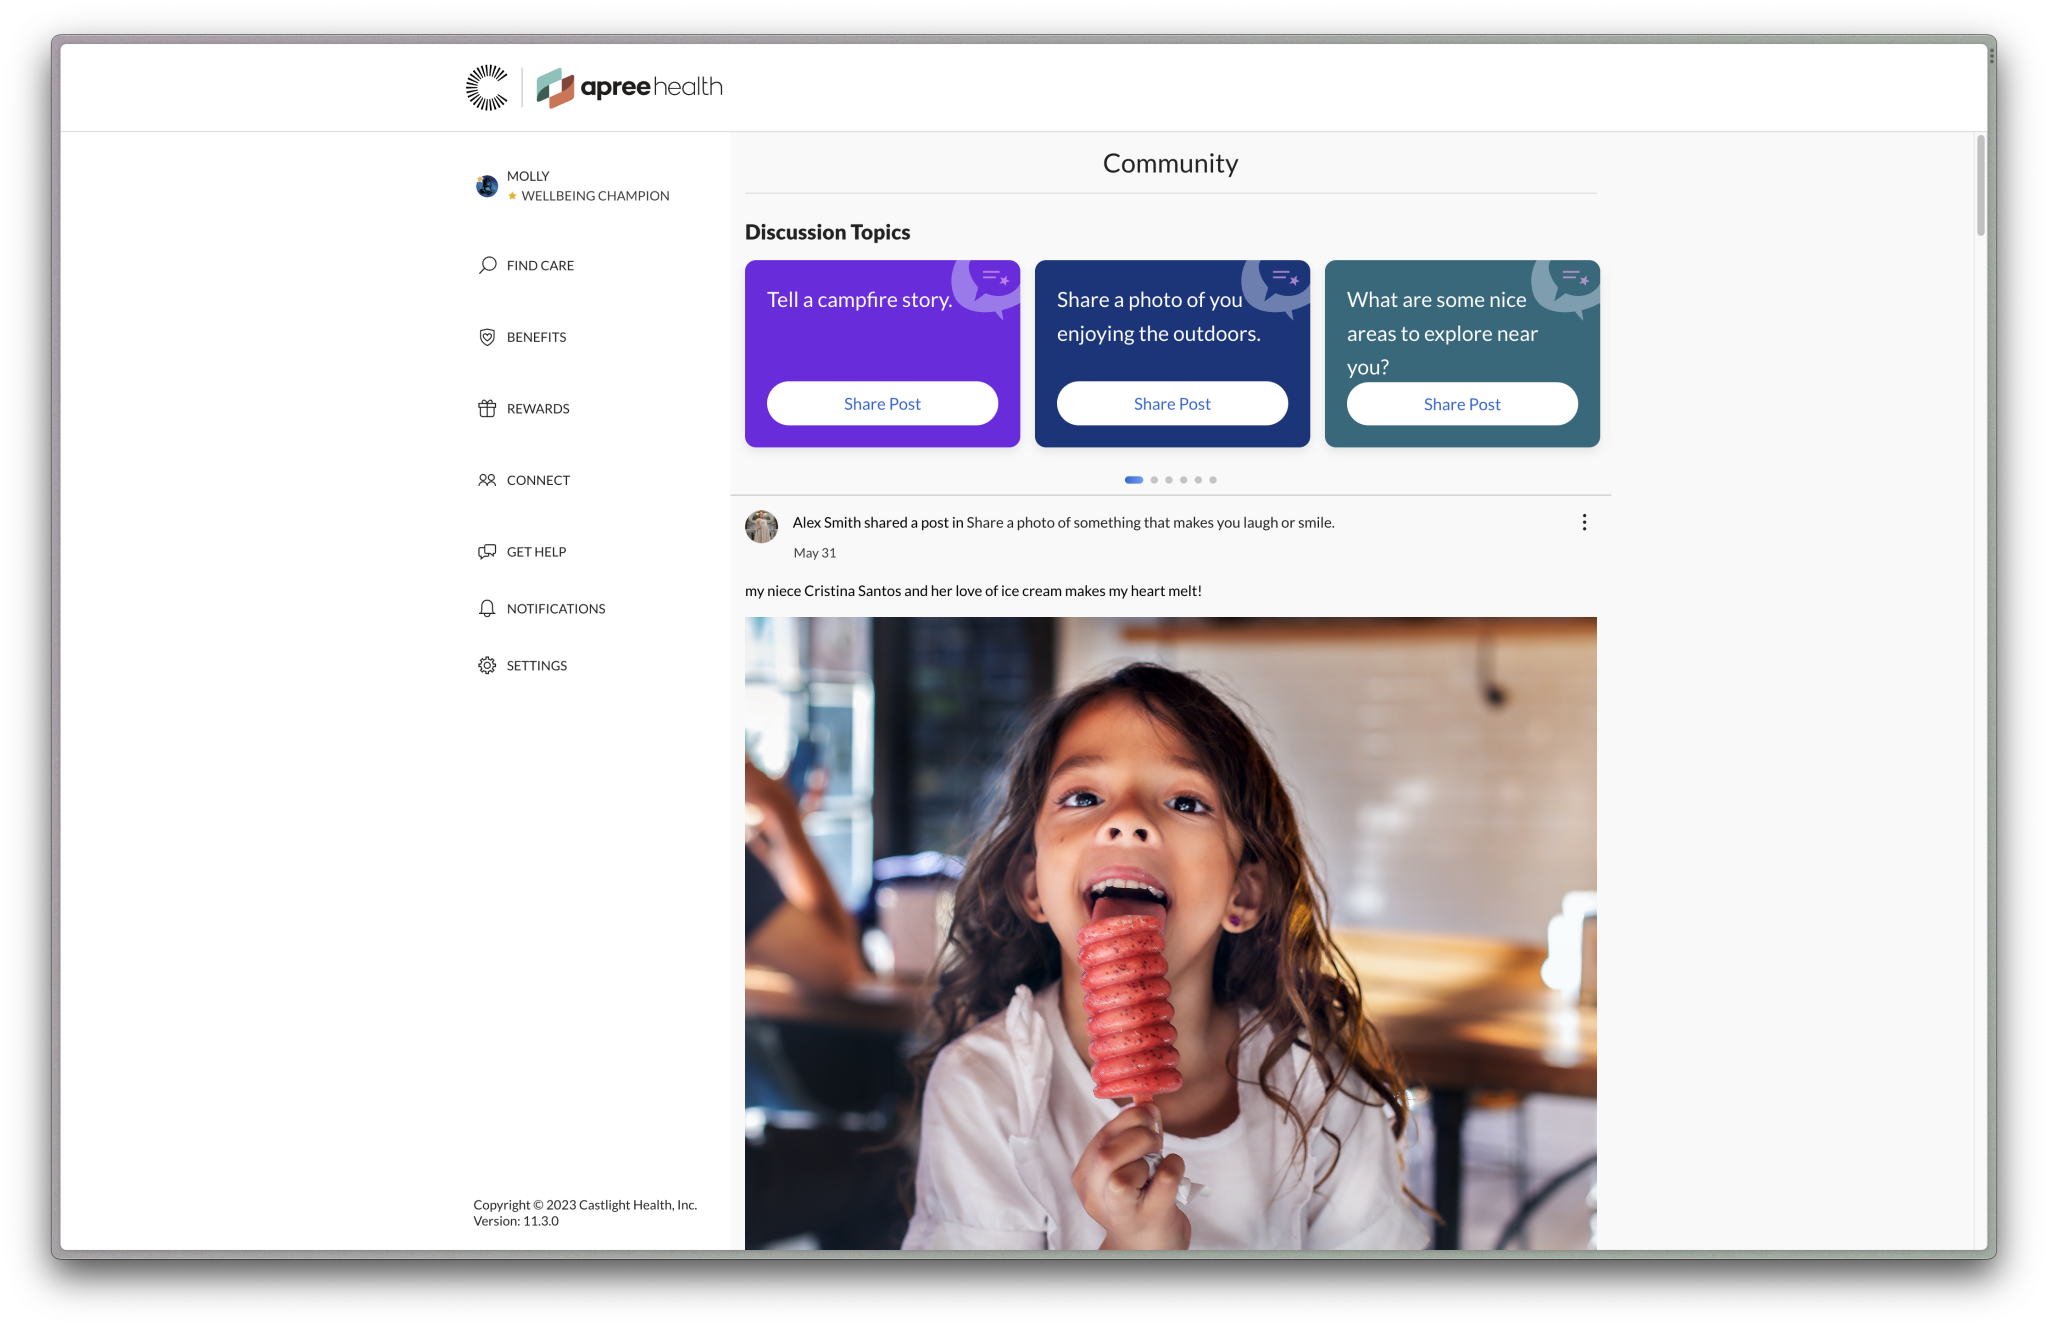 apree health
MOLLY
WELLBEING CHAMPION
FIND CARE
BENEFITS
REWARDS
CONNECT
GET HELP
NOTIFICATIONS
SETTINGS
Copyright © 2023 Castlight Health, Inc.
Version: 11.3.0
Community
Discussion Topics
Tell a campfire story.
Share Post
Share a photo of you
enjoying the outdoors.
Share Post
What are some nice
areas to explore near
you?
Share Post
Alex Smith shared a post in Share a photo of something that makes you laugh or smile.
May 31
my niece Cristina Santos and her love of ice cream makes my heart melt!